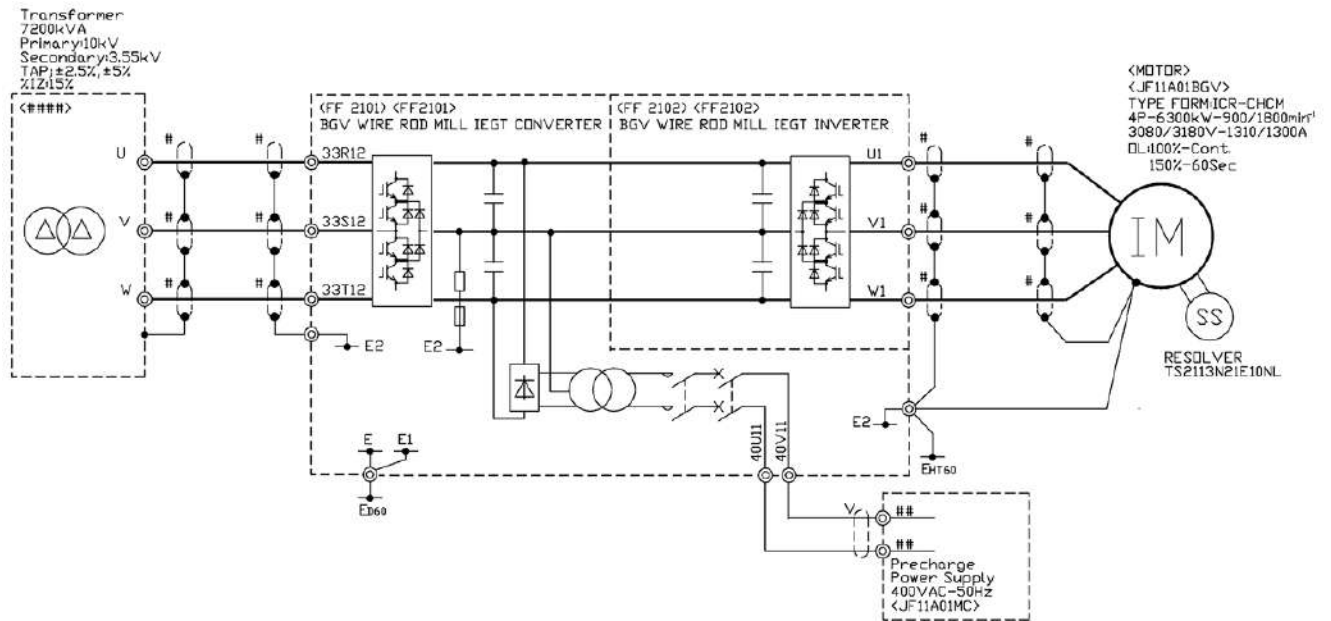 Transformer
7200kVA
Primary:10kV
Secondary:3.55kV
TAP:±2.5%,±5%
%IZ:15%
<####>
U
V
W
#
#
#
#
#
#
(FF 2101) <FF2101>
BGV WIRE ROD MILL IEGT CONVERTER
33R12
33S12
33T12
E2
E2
(FF 2102) <FF2102>
BGV WIRE ROD MILL IEGT INVERTER
U1
V1
W1
#
#
#
#
#
#
<MOTOR>
<JF11A01BGV>
TYPE FORM:ICR-CHCM
4P-6300kW-900/1800min-1
3080/3180V-1310/1300A
OL:100%-Cont.
150%-60Sec
IM
SS
RESOLVER
TS2113N21E10NL
E2
EHT60
E
E1
ED60
40U11
40V11
V
##
##
Precharge
Power Supply
400VAC-50Hz
<JF11A01MC>